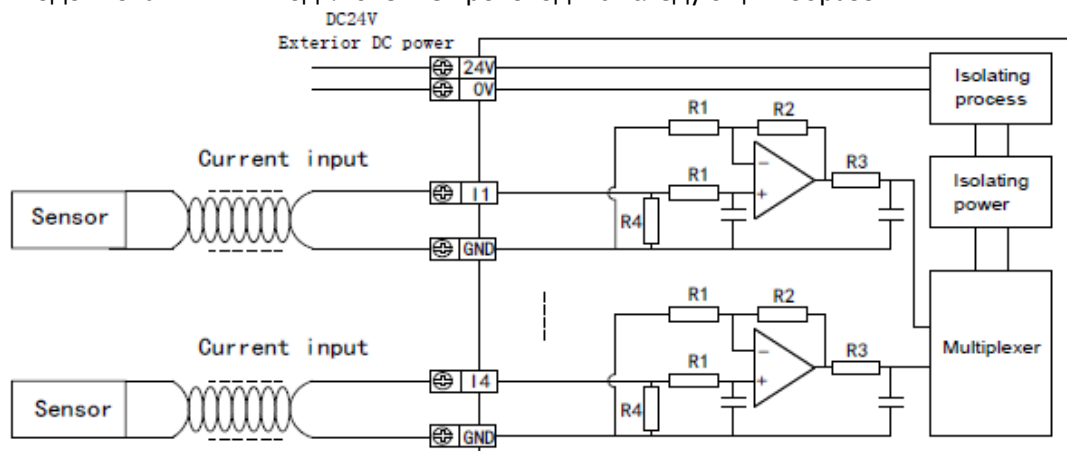 DC24V
Exterior DC power
24V
0V
Isolating
process
R1
R2
Current input
R3
R1
Isolating
power
Sensor
I1
R4
GND
R1
R2
Current input
R3
Multiplexer
R1
I4
Sensor
R4
GND